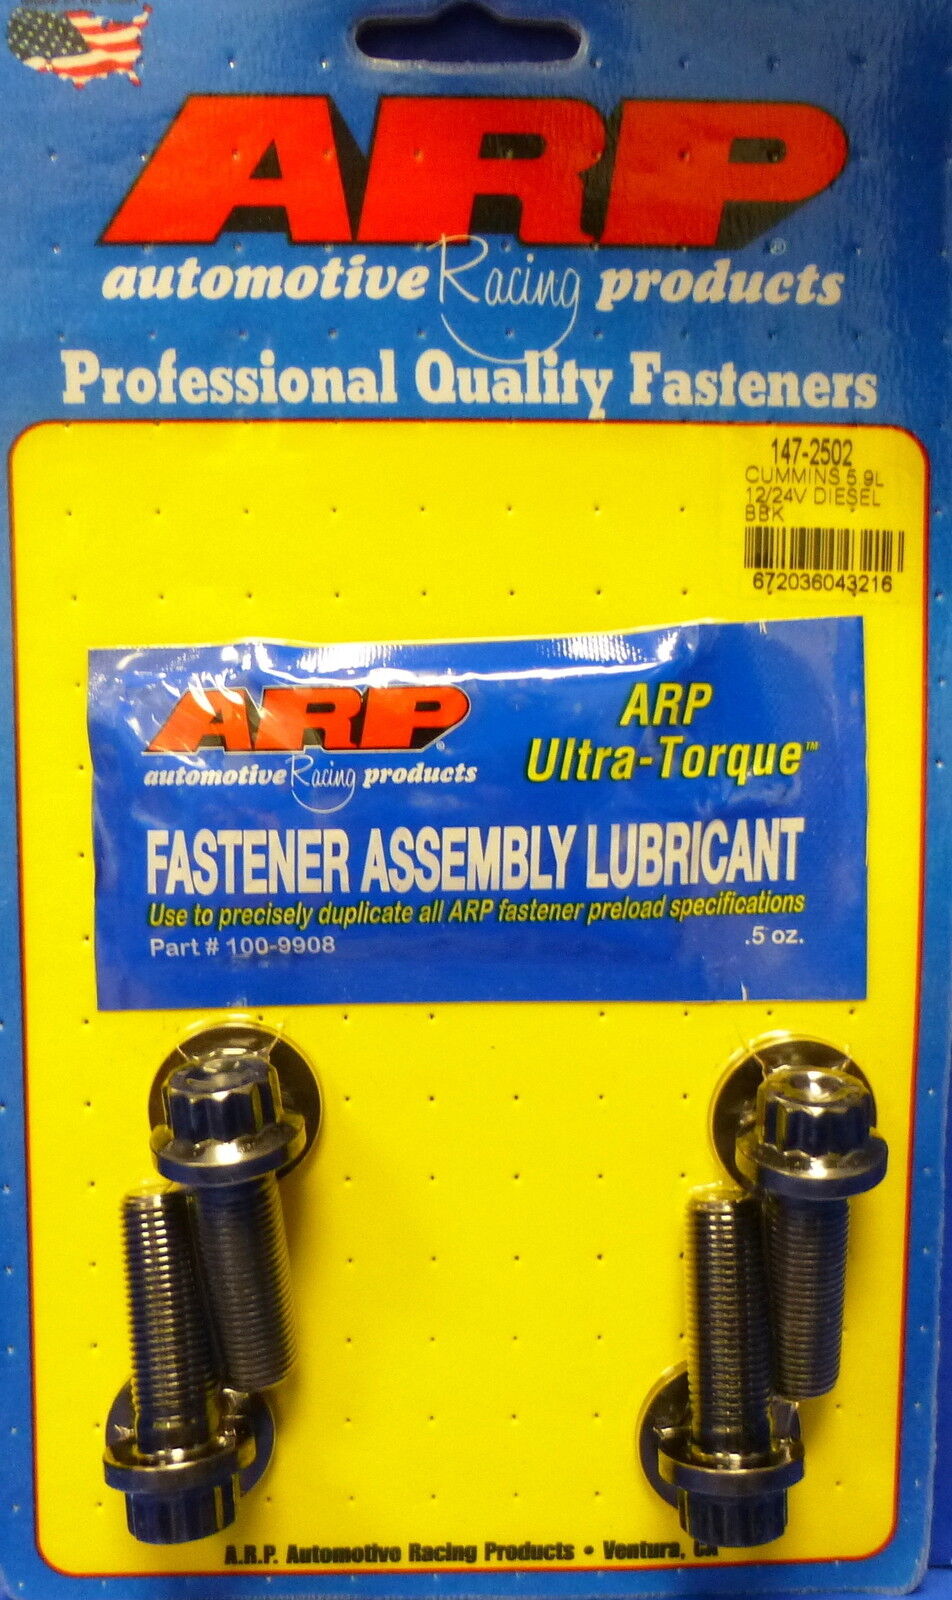 ARP®
automotive Racing products
Professional Quality Fasteners
147-2502
CUMMINS 5.9L
12/24V DIESEL
BBK
672036043216
ARP®
automotive Racing products
ARP
Ultra-Torque™
FASTENER ASSEMBLY LUBRICANT
Use to precisely duplicate all ARP fastener preload specifications
Part # 100-9908
.5 oz.
A.R.P. Automotive Racing Products • Ventura, CA